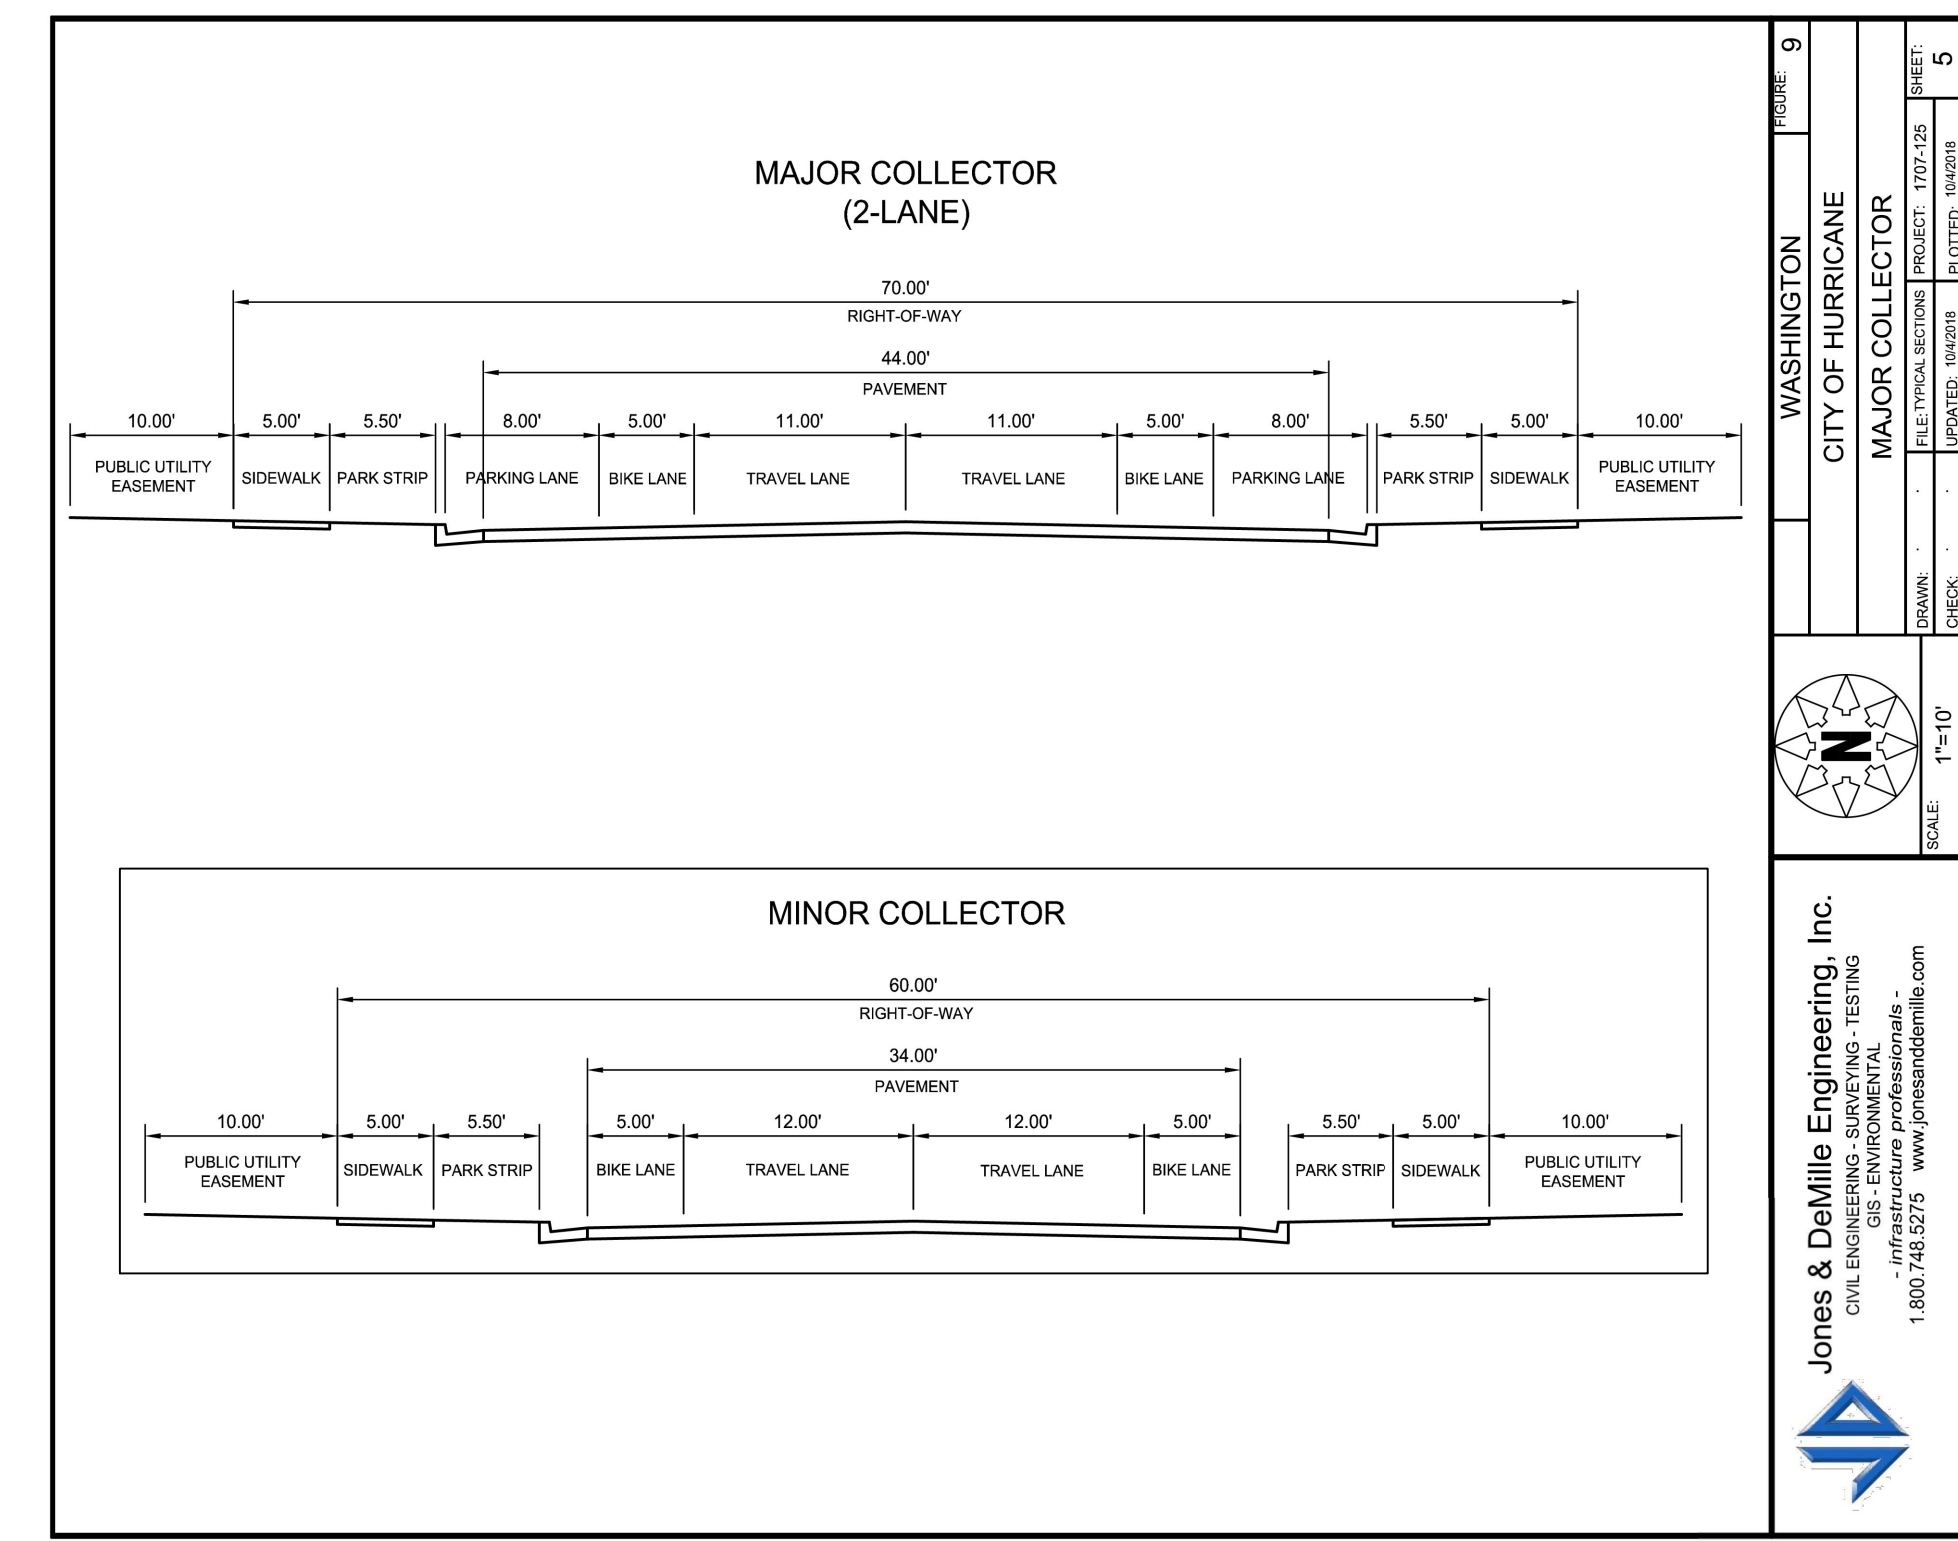 MAJOR COLLECTOR
(2-LANE)
70.00'
RIGHT-OF-WAY
44.00'
PAVEMENT
10.00' 5.00' 5.50' 8.00' 5.00' 11.00' 11.00' 5.00' 8.00' 5.50' 5.00' 10.00'
PUBLIC UTILITY EASEMENT SIDEWALK PARK STRIP PARKING LANE BIKE LANE TRAVEL LANE TRAVEL LANE BIKE LANE PARKING LANE PARK STRIP SIDEWALK PUBLIC UTILITY EASEMENT
MINOR COLLECTOR
60.00'
RIGHT-OF-WAY
34.00'
PAVEMENT
10.00' 5.00' 5.50' 5.00' 12.00' 12.00' 5.00' 5.50' 5.00' 10.00'
PUBLIC UTILITY EASEMENT SIDEWALK PARK STRIP BIKE LANE TRAVEL LANE TRAVEL LANE BIKE LANE PARK STRIP SIDEWALK PUBLIC UTILITY EASEMENT
Jones & DeMille Engineering, Inc.
CIVIL ENGINEERING - SURVEYING - TESTING
GIS - ENVIRONMENTAL
- infrastructure professionals -
1.800.748.5275 www.jonesanddemille.com
N
SCALE: 1"=10'
WASHINGTON
FIGURE: 9
CITY OF HURRICANE
MAJOR COLLECTOR
DRAWN: . . FILE: TYPICAL SECTIONS PROJECT: 1707-125 SHEET: 5
CHECK: . . UPDATED: 10/4/2018 PLOTTED: 10/4/2018